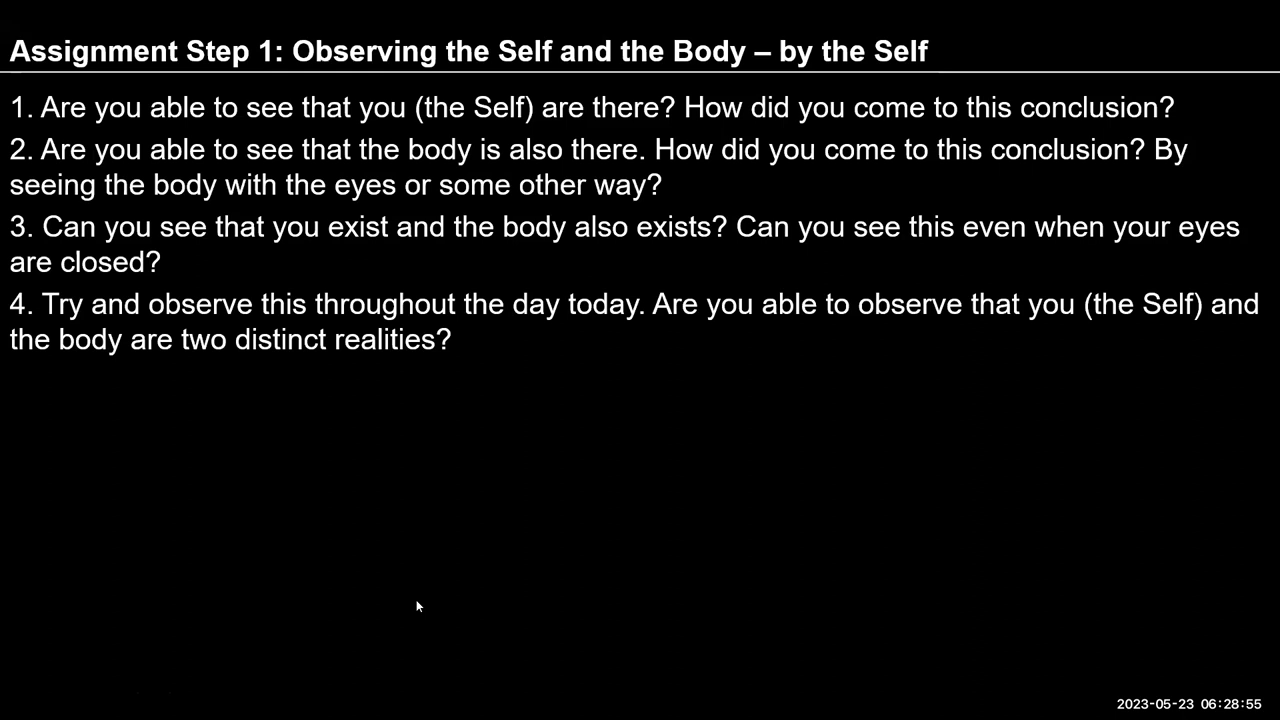 Assignment Step 1: Observing the Self and the Body – by the Self
1. Are you able to see that you (the Self) are there? How did you come to this conclusion?
2. Are you able to see that the body is also there. How did you come to this conclusion? By
seeing the body with the eyes or some other way?
3. Can you see that you exist and the body also exists? Can you see this even when your eyes
are closed?
4. Try and observe this throughout the day today. Are you able to observe that you (the Self) and
the body are two distinct realities?
2023-05-23 06:28:55